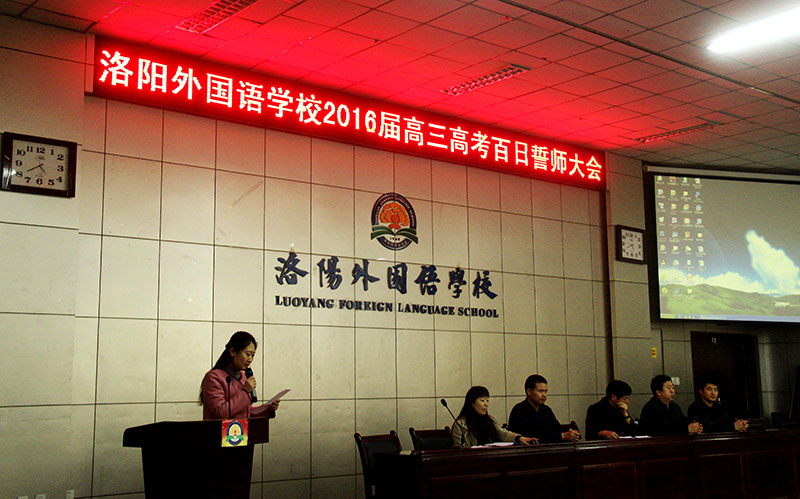 洛阳外国语学校2016届高三高考百日誓师大会
洛陽外国语學校
LUOYANG FOREIGN LANGUAGE SCHOOL